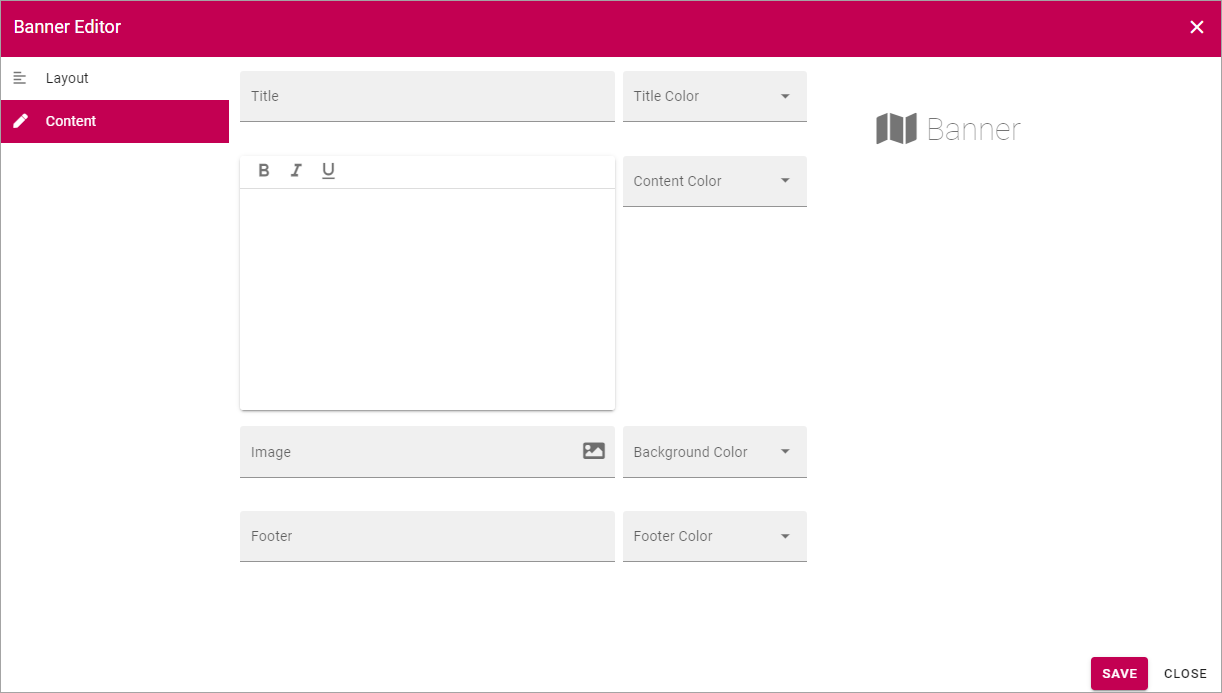 Banner Editor
Layout
Content
Title
Title Color
Banner
B I U
Content Color
Image
Background Color
Footer
Footer Color
SAVE
CLOSE